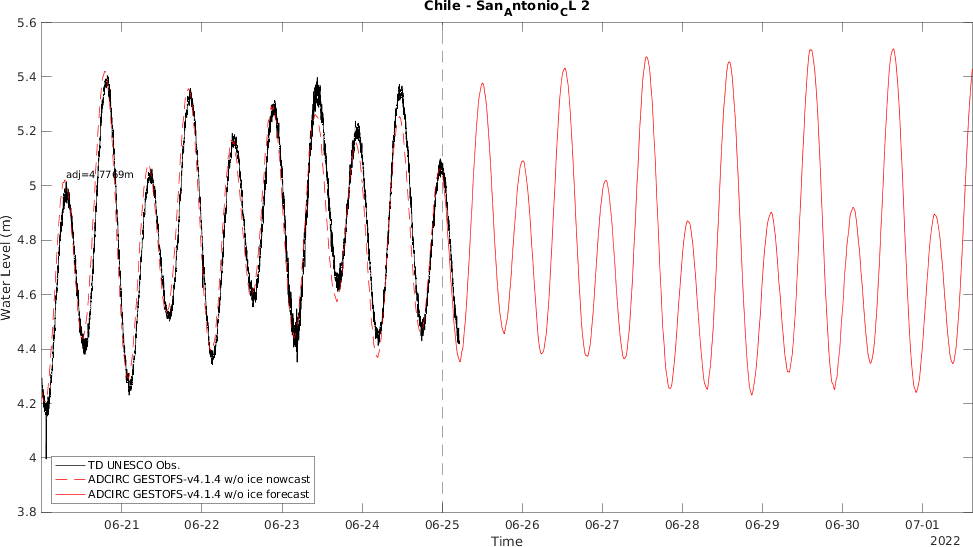 Chile - SanAntonioCL 2
5.6
5.4
5.2
5
4.8
4.6
4.4
4.2
4
3.8
Water Level (m)
adj=4.7769m
TD UNESCO Obs.
ADCIRC GESTOFS-v4.1.4 w/o ice nowcast
ADCIRC GESTOFS-v4.1.4 w/o ice forecast
06-21 06-22 06-23 06-24 06-25 06-26 06-27 06-28 06-29 06-30 07-01
Time
2022